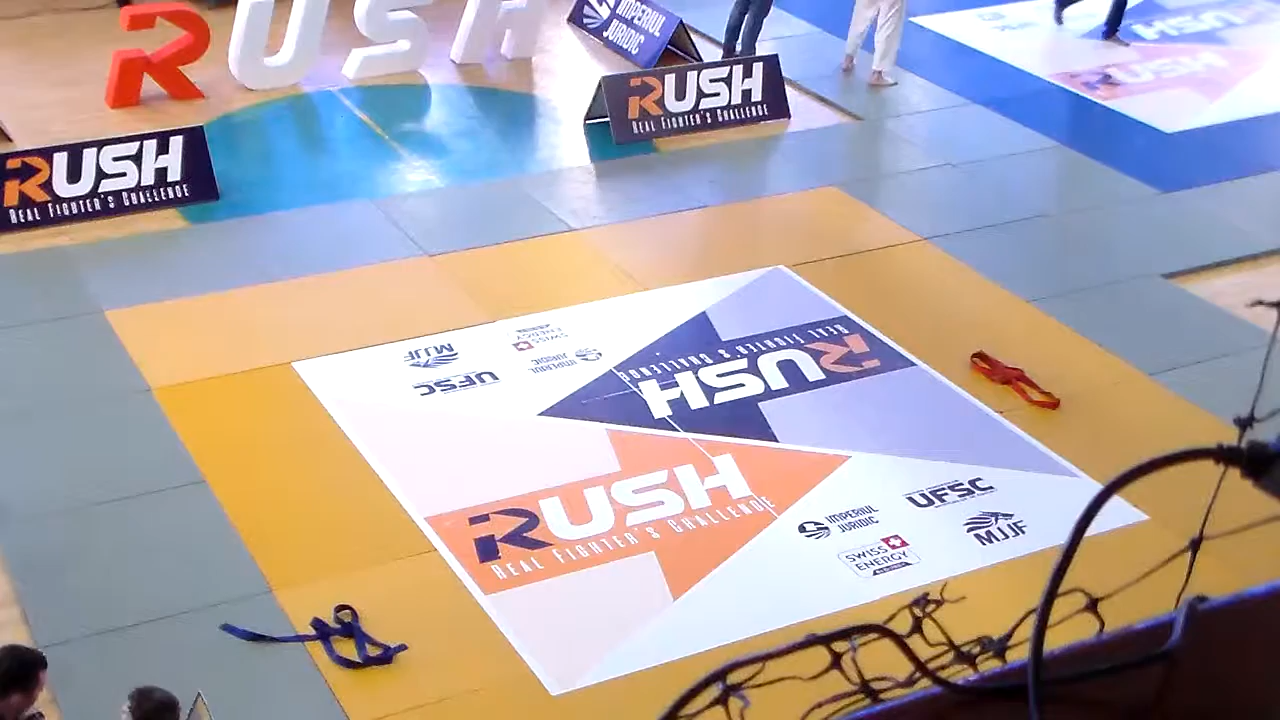 RUSH
IMPERIUL
JURIDIC
RUSH
REAL FIGHTER'S CHALLENGE
RUSH
REAL FIGHTER'S CHALLENGE
RUSH
SWISS
ENERGY
MJJF
IMPERIUL
JURIDIC
UFSC
REAL FIGHTER'S CHALLENGE
RUSH
RUSH
REAL FIGHTER'S CHALLENGE
UFSC
IMPERIUL
JURIDIC
MJJF
SWISS
ENERGY